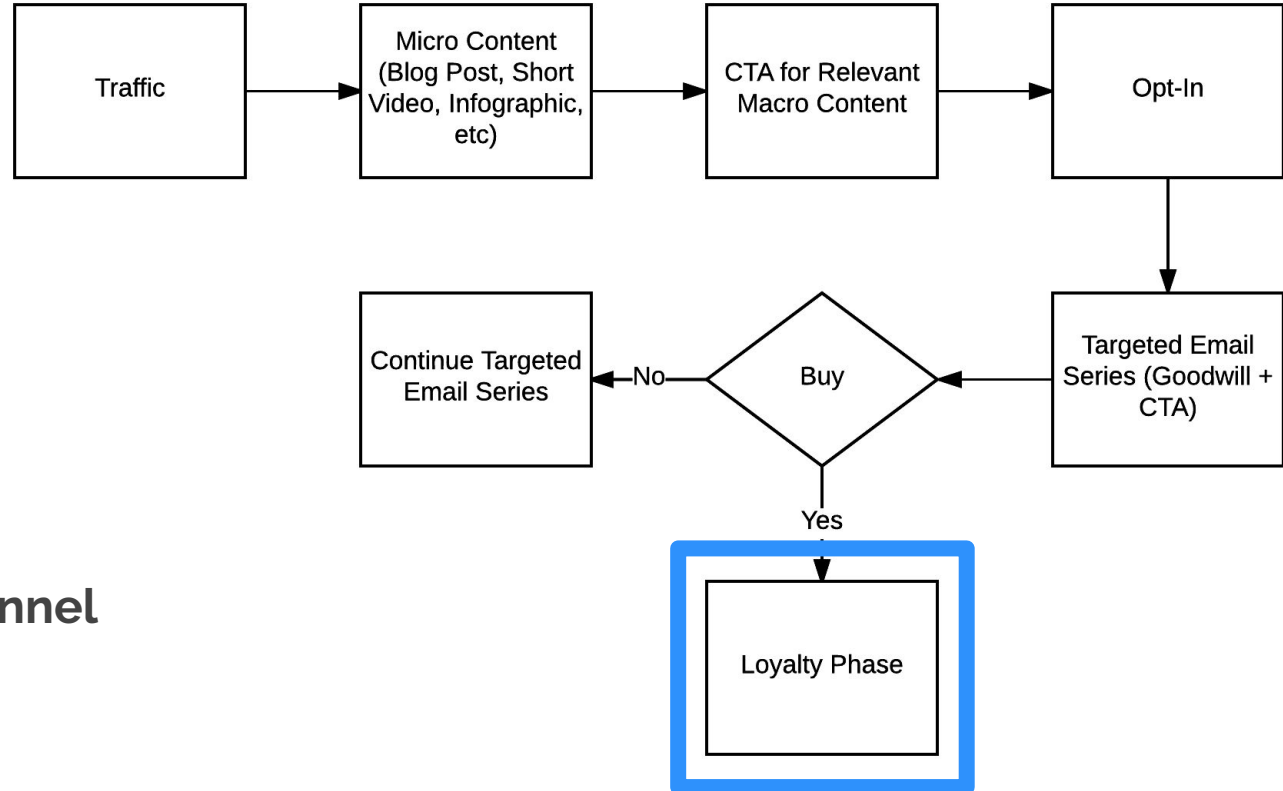 Traffic
Micro Content
(Blog Post, Short
Video, Infographic,
etc)
CTA for Relevant
Macro Content
Opt-In
Continue Targeted
Email Series
No
Buy
Targeted Email
Series (Goodwill +
CTA)
Yes
Loyalty Phase